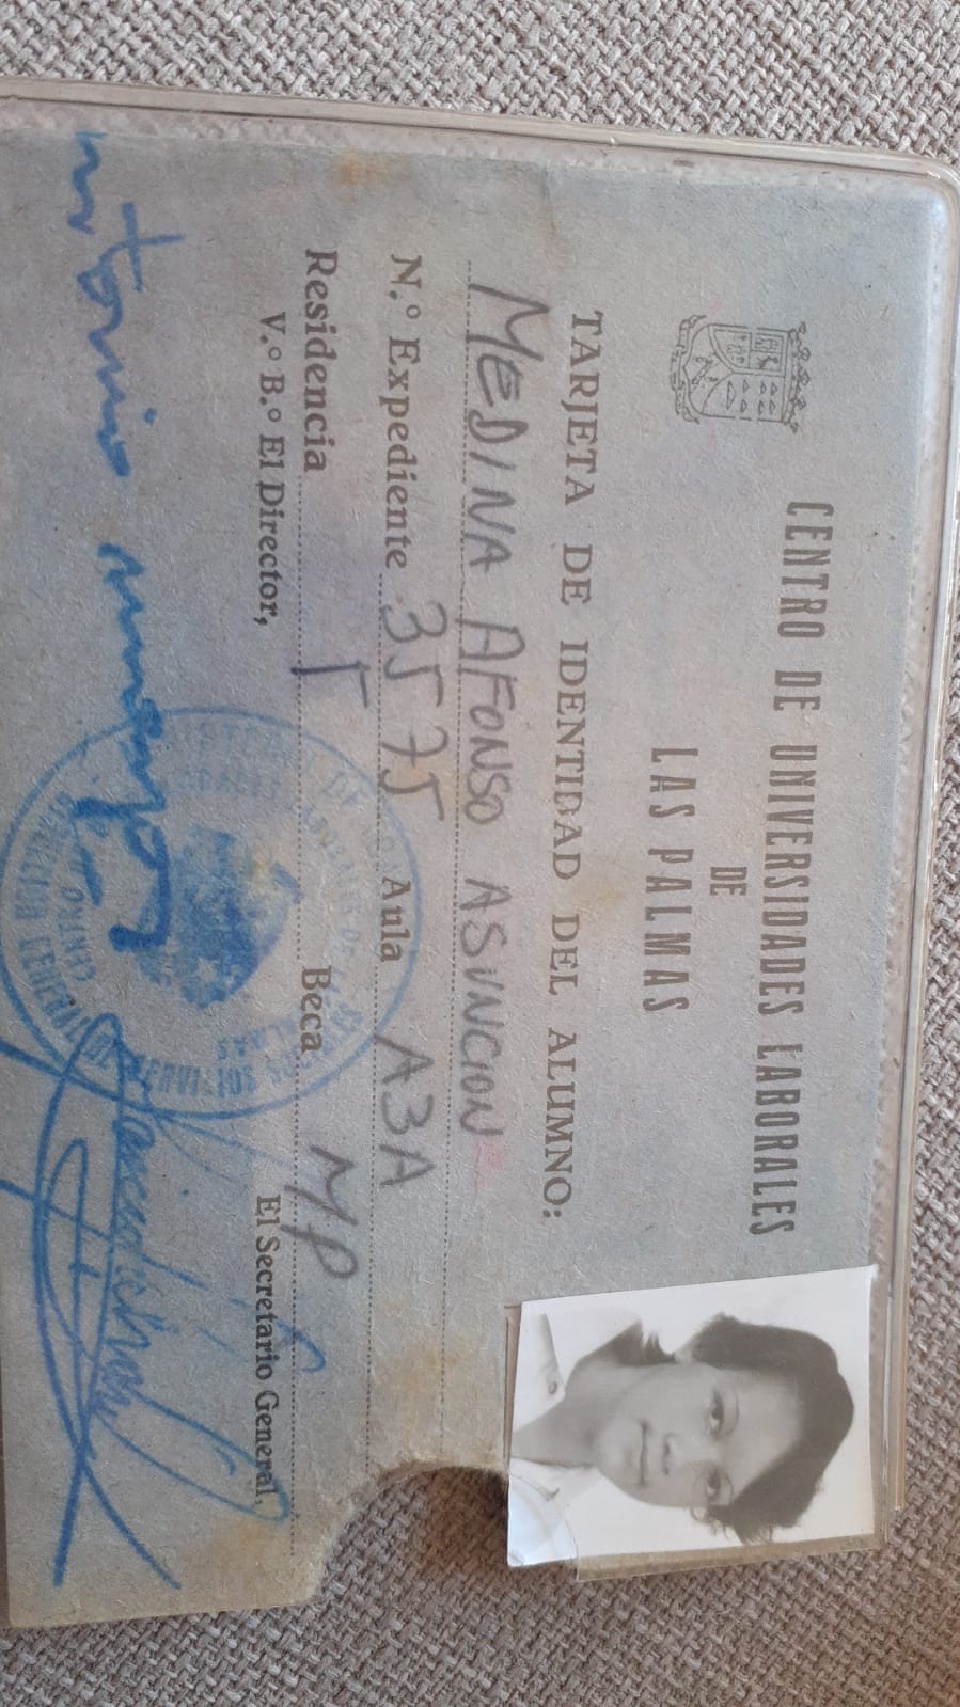 CENTRO DE UNIVERSIDADES LABORALES
DE
LAS PALMAS
TARJETA DE IDENTIDAD DEL ALUMNO:
MEDINA AFONSO ASUNCION
N.º Expediente 3575 Aula A3A
Residencia I Beca MP
V.º B.º El Director, El Secretario General,